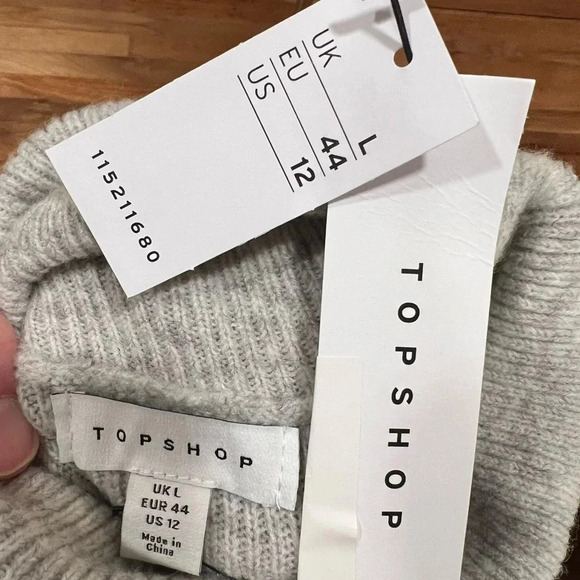 UK L
EU 44
US 12
115211680
TOPSHOP
TOPSHOP
UK L
EUR 44
US 12
Made in
China